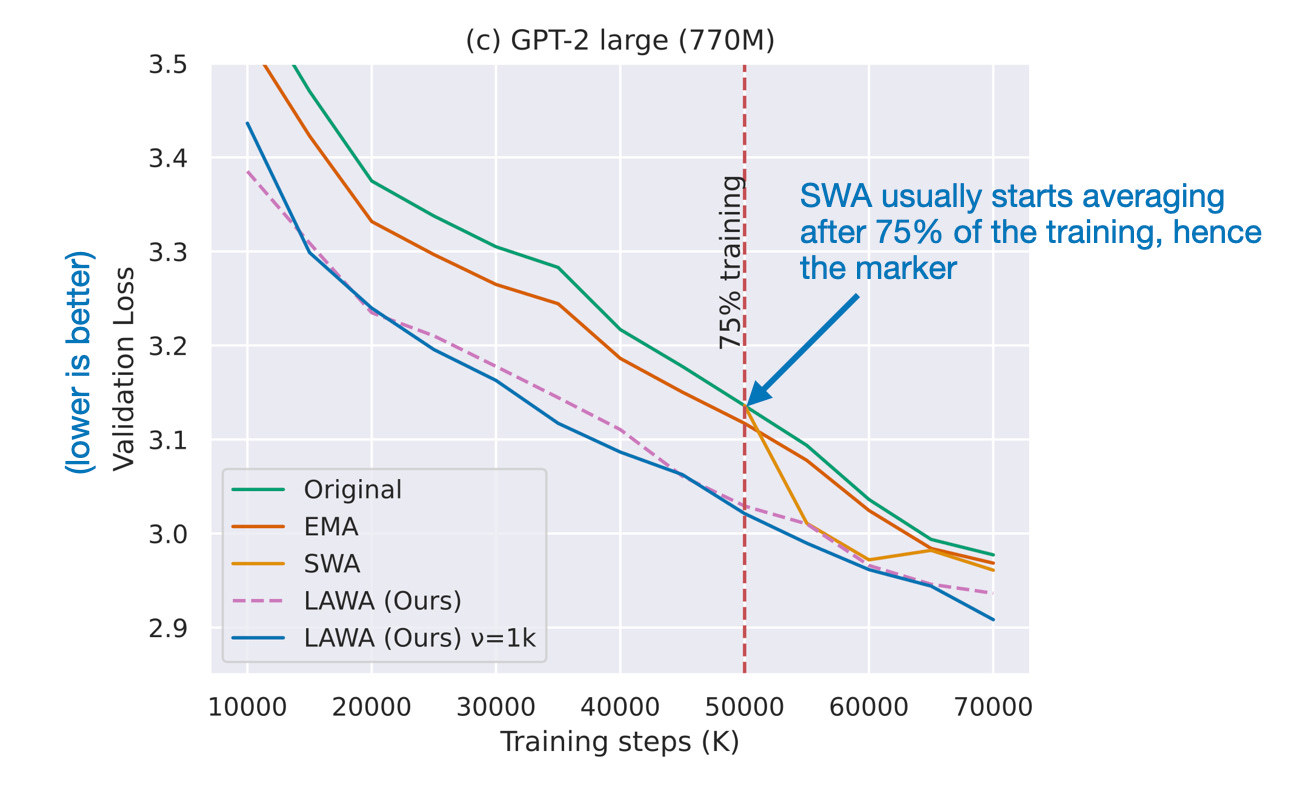 (c) GPT-2 large (770M)
3.5
3.4
3.3
3.2
3.1
3.0
2.9
(lower is better)
Validation Loss
75% training
SWA usually starts averaging
after 75% of the training, hence
the marker
Original
EMA
SWA
LAWA (Ours)
LAWA (Ours) ν=1k
10000 20000 30000 40000 50000 60000 70000
Training steps (K)